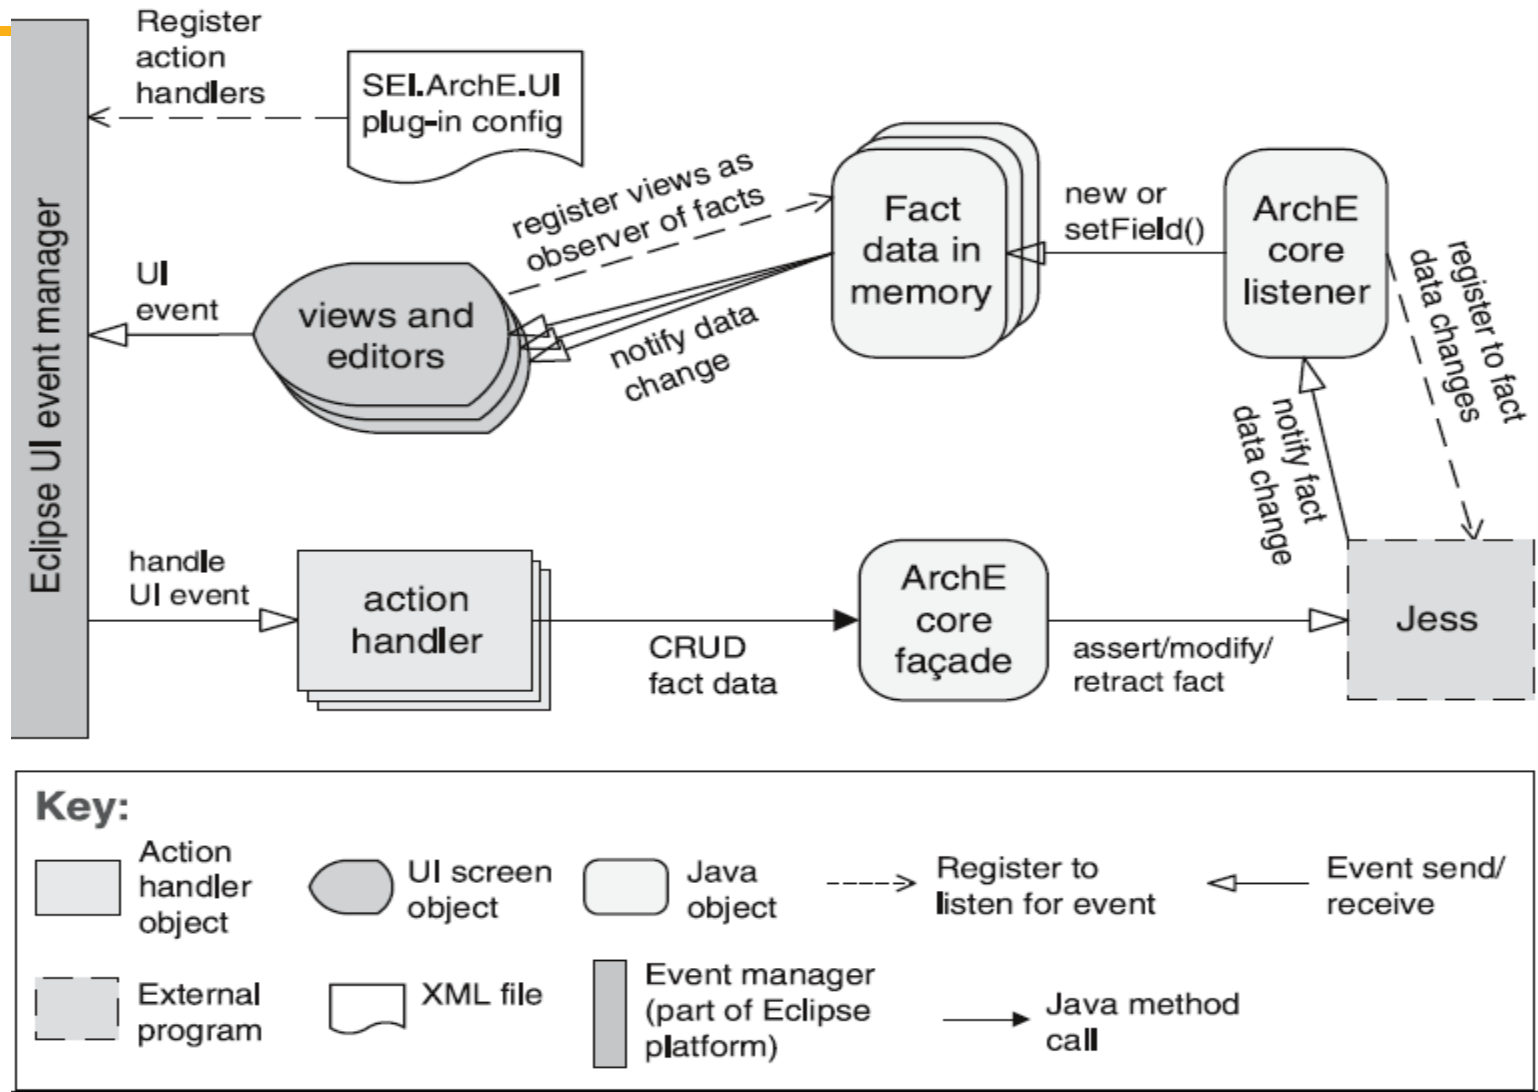 Register
action
handlers
SEI.ArchE.UI
plug-in config
Eclipse UI event manager
register views as
observer of facts
Fact
data in
memory
new or
setField()
ArchE
core
listener
register to fact
data changes
UI
event
views and
editors
notify data
change
notify fact
data change
handle
UI event
action
handler
CRUD
fact data
ArchE
core
façade
assert/modify/
retract fact
Jess
Key:
Action
handler
object
UI screen
object
Java
object
Register to
listen for event
Event send/
receive
External
program
XML file
Event manager
(part of Eclipse
platform)
Java method
call